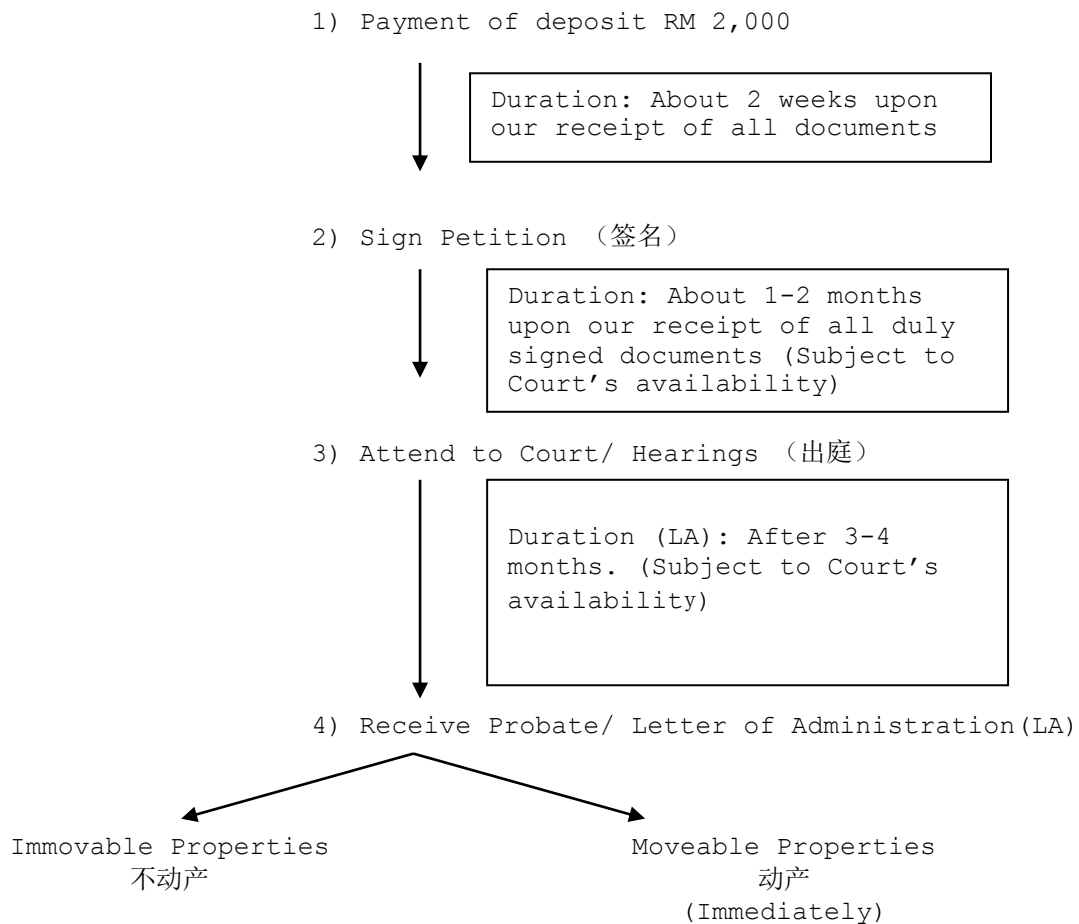 1) Payment of deposit RM 2,000
Duration: About 2 weeks upon
our receipt of all documents
2) Sign Petition （签名）
Duration: About 1-2 months
upon our receipt of all duly
signed documents (Subject to
Court’s availability)
3) Attend to Court/ Hearings （出庭）
Duration (LA): After 3-4
months. (Subject to Court’s
availability)
4) Receive Probate/ Letter of Administration(LA)
Immovable Properties
不动产
Moveable Properties
动产
(Immediately)